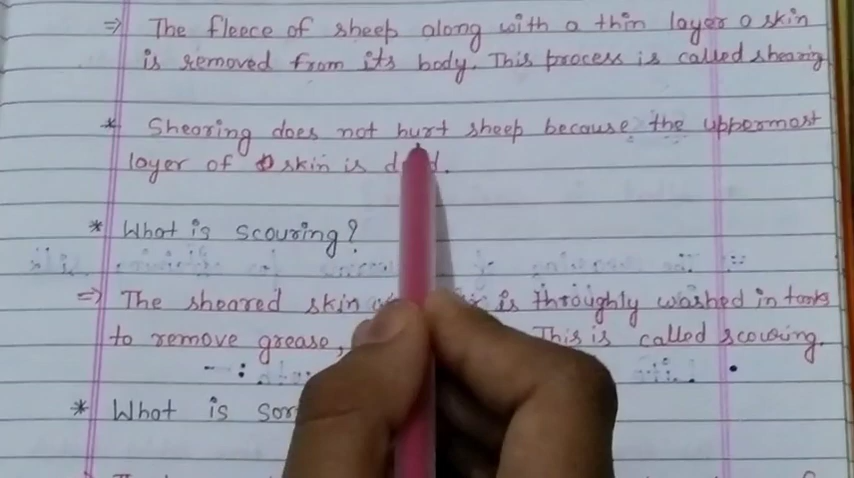 ⇒ The fleece of sheep along with a thin layer o skin
is removed from its body. This process is called shearing
* Shearing does not hurt sheep because the uppermost
layer of skin is
* What is scouring?
⇒ The sheared skin is throughly washed in tanks
to remove grease, This is called scouring.
* What is